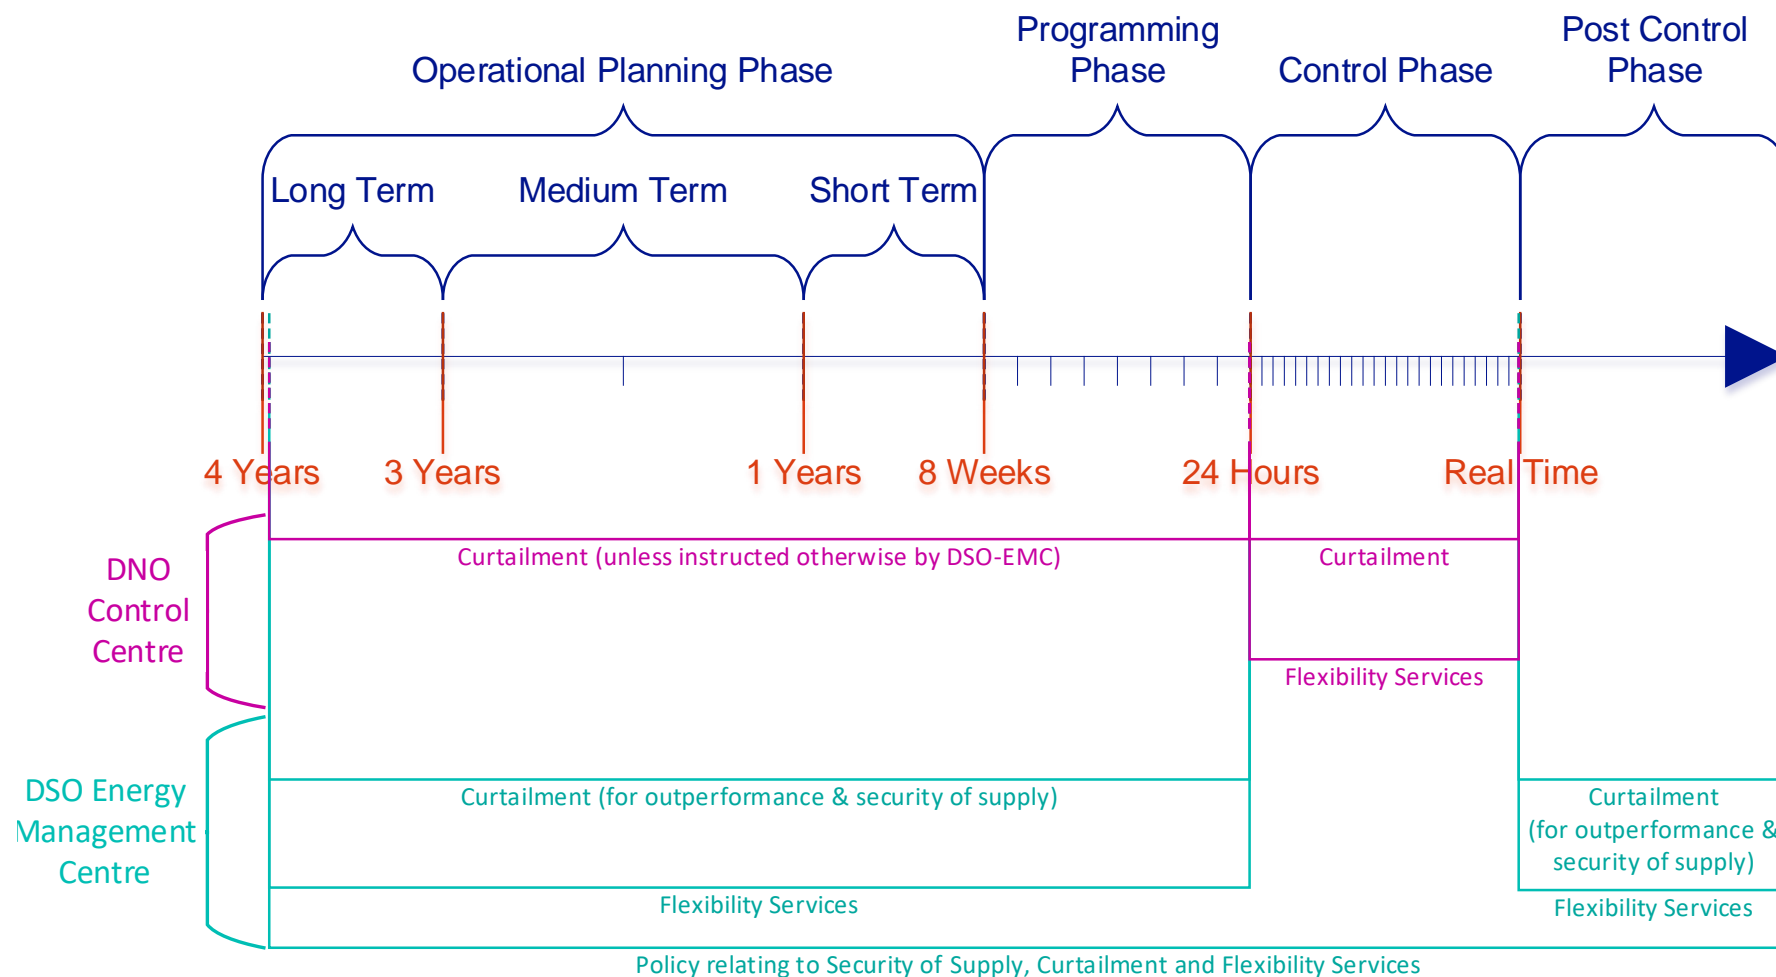 Programming
Phase
Post Control
Phase
Operational Planning Phase
Control Phase
Long Term
Medium Term
Short Term
4 Years
3 Years
1 Years
8 Weeks
24 Hours
Real Time
DNO
Control
Centre
Curtailment (unless instructed otherwise by DSO-EMC)
Curtailment
Flexibility Services
DSO Energy
Management
Centre
Curtailment (for outperformance & security of supply)
Curtailment
(for outperformance &
security of supply)
Flexibility Services
Flexibility Services
Policy relating to Security of Supply, Curtailment and Flexibility Services